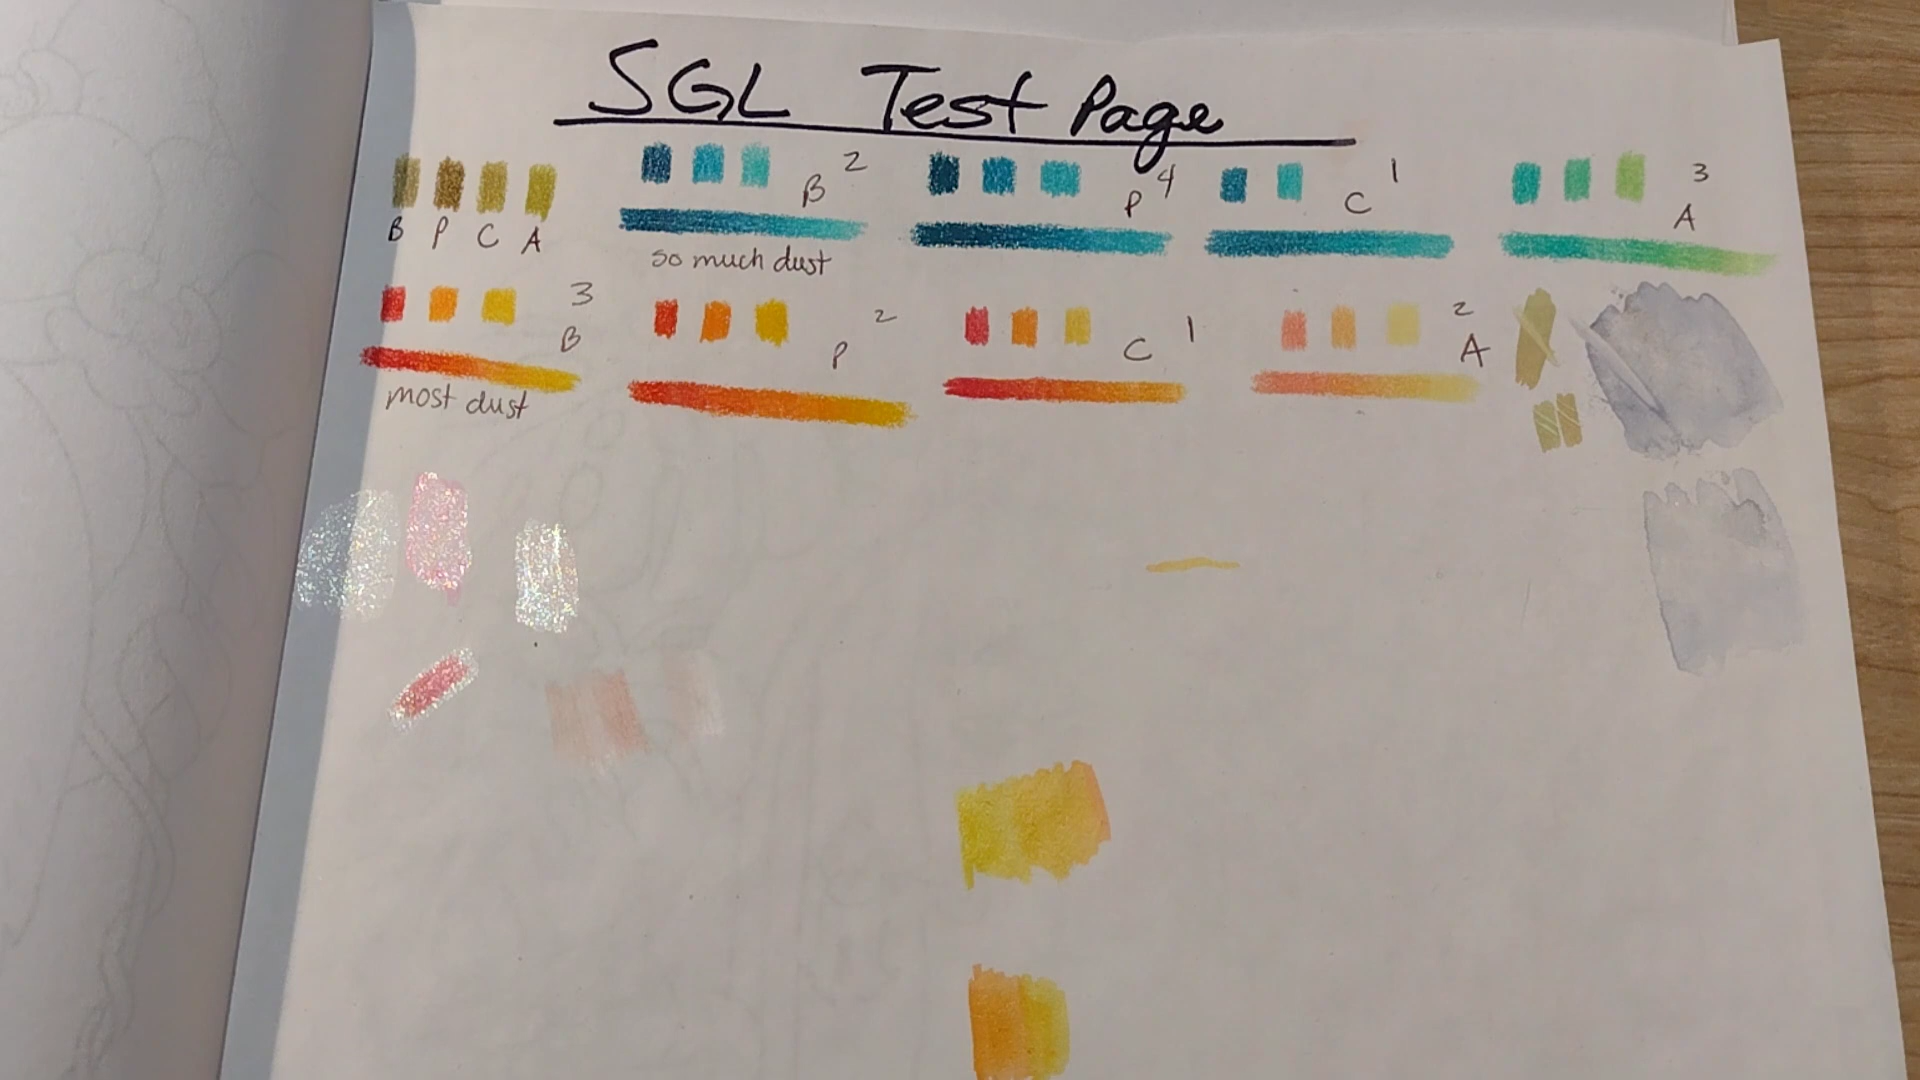 SGL Test Page
B P C A
B 2
P 4
C 1
A 3
so much dust
B 3
P 2
C 1
A 2
most dust